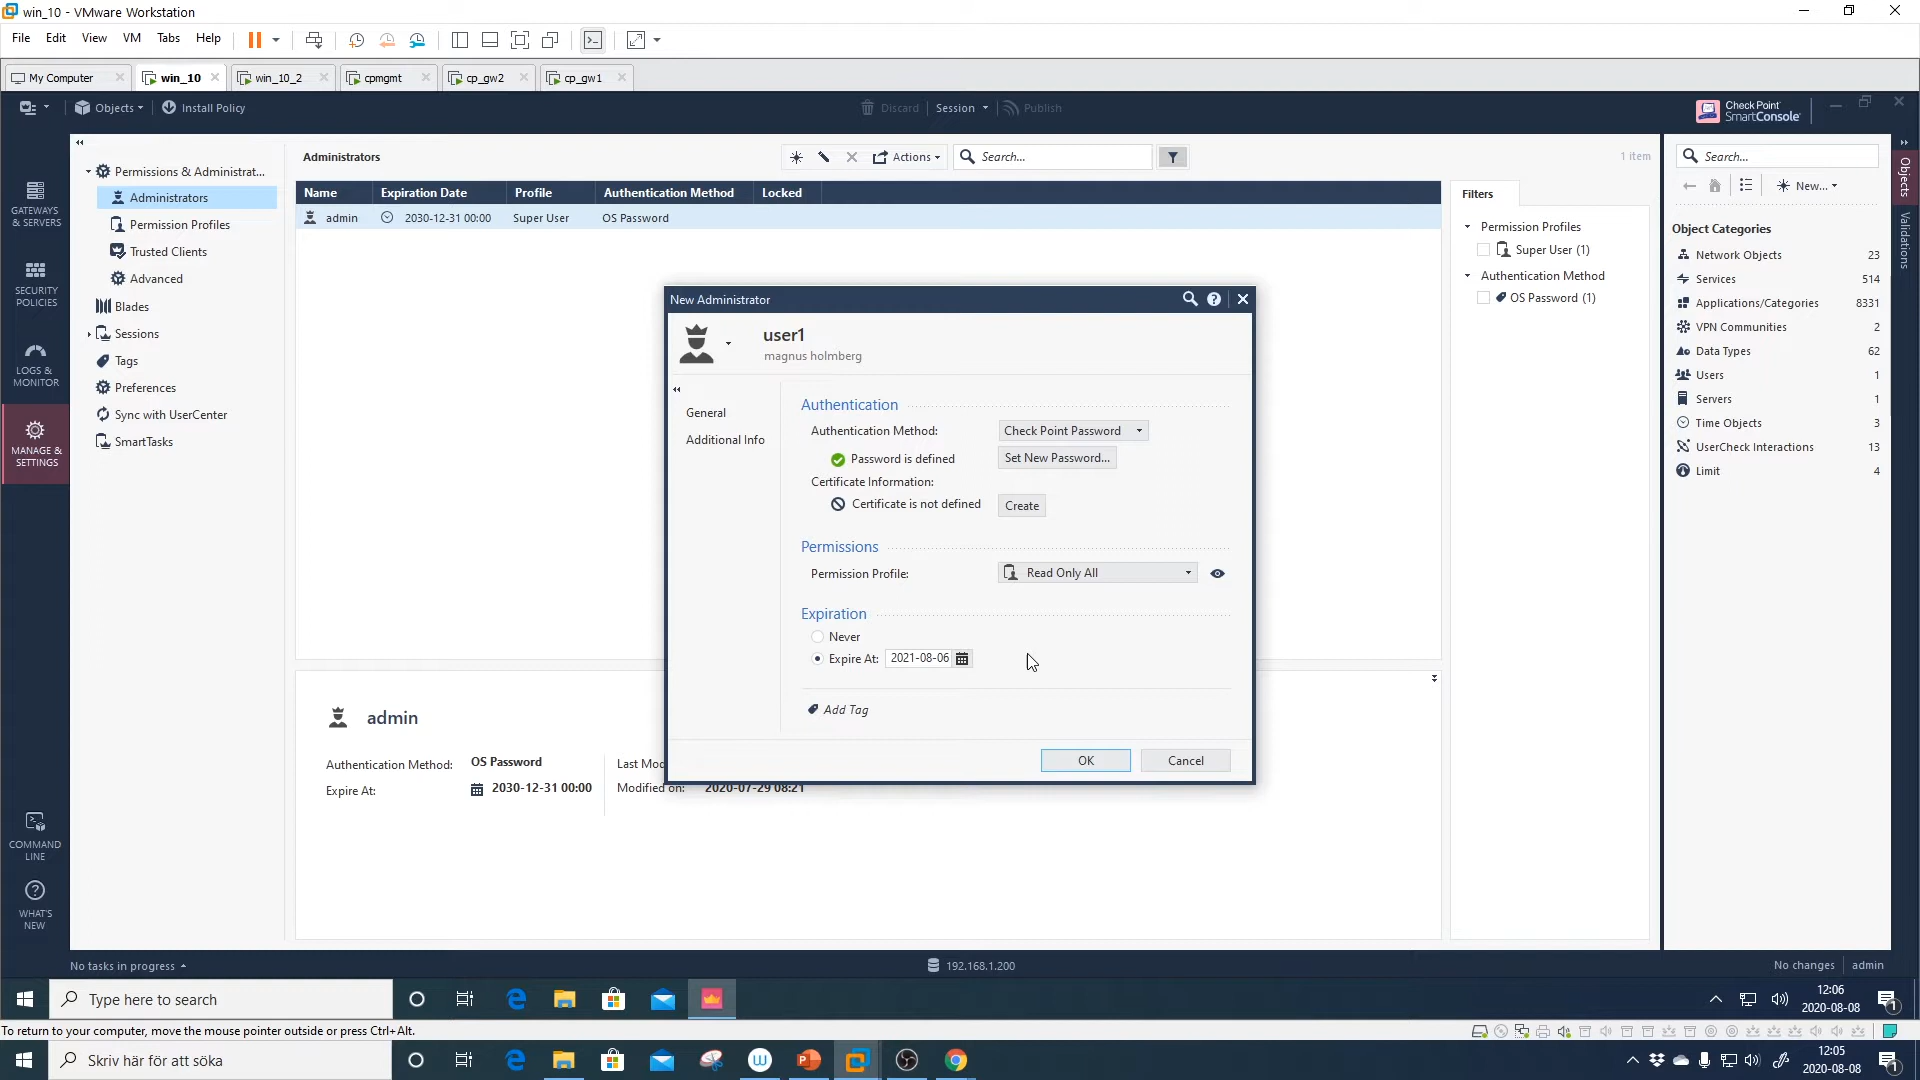 win_10 - VMware Workstation
File Edit View VM Tabs Help
My Computer win_10 win_10_2 cpmgmt cp_gw2 cp_gw1
Objects Install Policy Discard Session Publish Check Point SmartConsole
GATEWAYS & SERVERS
SECURITY POLICIES
LOGS & MONITOR
MANAGE & SETTINGS
COMMAND LINE
WHAT'S NEW
Permissions & Administrat...
Administrators
Permission Profiles
Trusted Clients
Advanced
Blades
Sessions
Tags
Preferences
Sync with UserCenter
SmartTasks
Administrators Actions Search... 1 item
Name Expiration Date Profile Authentication Method Locked
admin 2030-12-31 00:00 Super User OS Password
New Administrator
user1
magnus holmberg
General
Additional Info
Authentication
Authentication Method: Check Point Password
Password is defined Set New Password...
Certificate Information:
Certificate is not defined Create
Permissions
Permission Profile: Read Only All
Expiration
Never
Expire At: 2021-08-06
Add Tag
OK Cancel
admin
Authentication Method: OS Password Last Mod
Expire At: 2030-12-31 00:00 Modified on: 2020-07-29 08:21
Filters
Permission Profiles
Super User (1)
Authentication Method
OS Password (1)
Search...
New...
Object Categories
Network Objects 23
Services 514
Applications/Categories 8331
VPN Communities 2
Data Types 62
Users 1
Servers 1
Time Objects 3
UserCheck Interactions 13
Limit 4
Objects
Validations
No tasks in progress 192.168.1.200 No changes admin
Type here to search 12:06
2020-08-08 1
To return to your computer, move the mouse pointer outside or press Ctrl+Alt.
Skriv här för att söka 12:05
2020-08-08 1